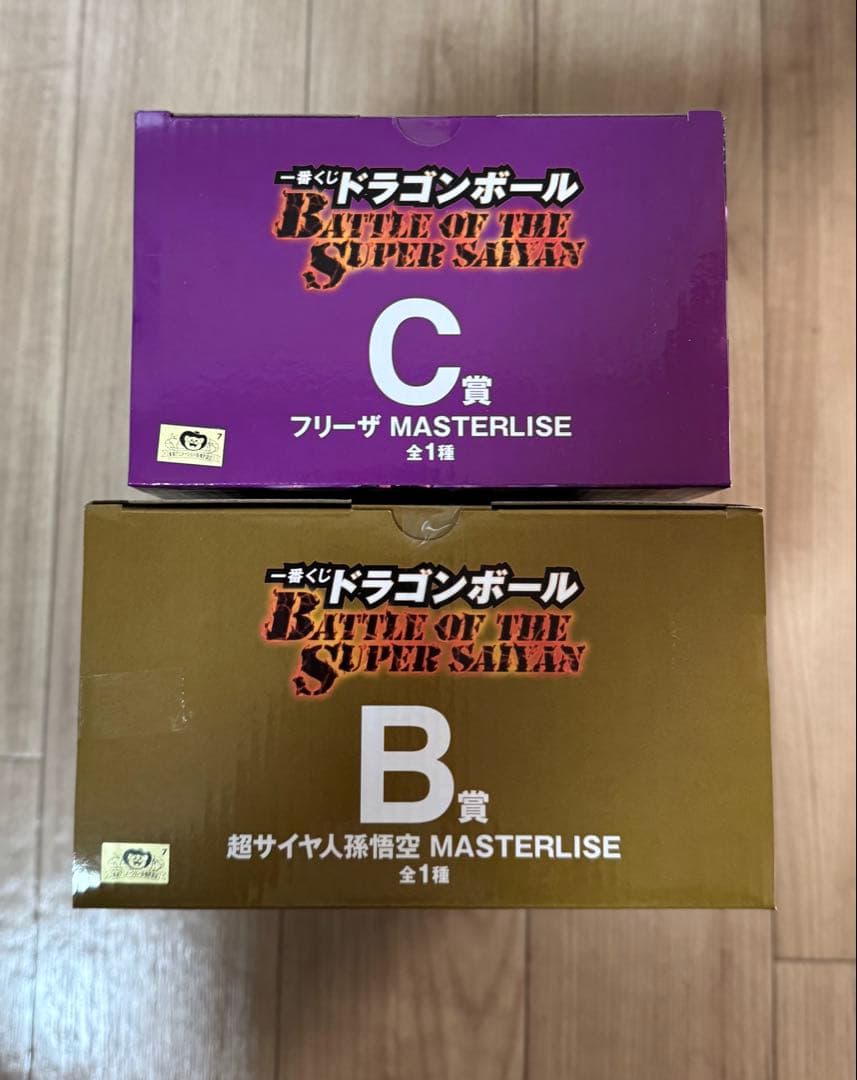 一番くじ ドラゴンボール
BATTLE OF THE
SUPER SAIYAN
C賞
フリーザ MASTERLISE
全1種
7
一番くじ ドラゴンボール
BATTLE OF THE
SUPER SAIYAN
B賞
超サイヤ人孫悟空 MASTERLISE
全1種
7